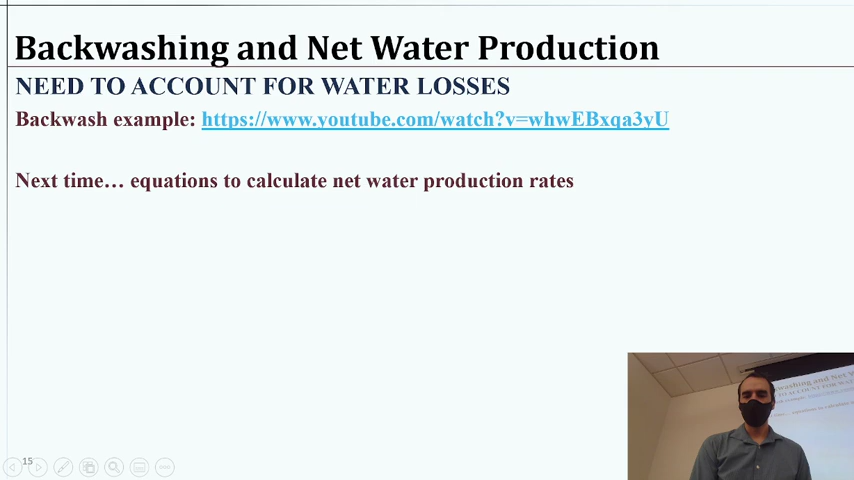 Backwashing and Net Water Production
NEED TO ACCOUNT FOR WATER LOSSES
Backwash example: https://www.youtube.com/watch?v=whwEBxqa3yU
Next time... equations to calculate net water production rates
15